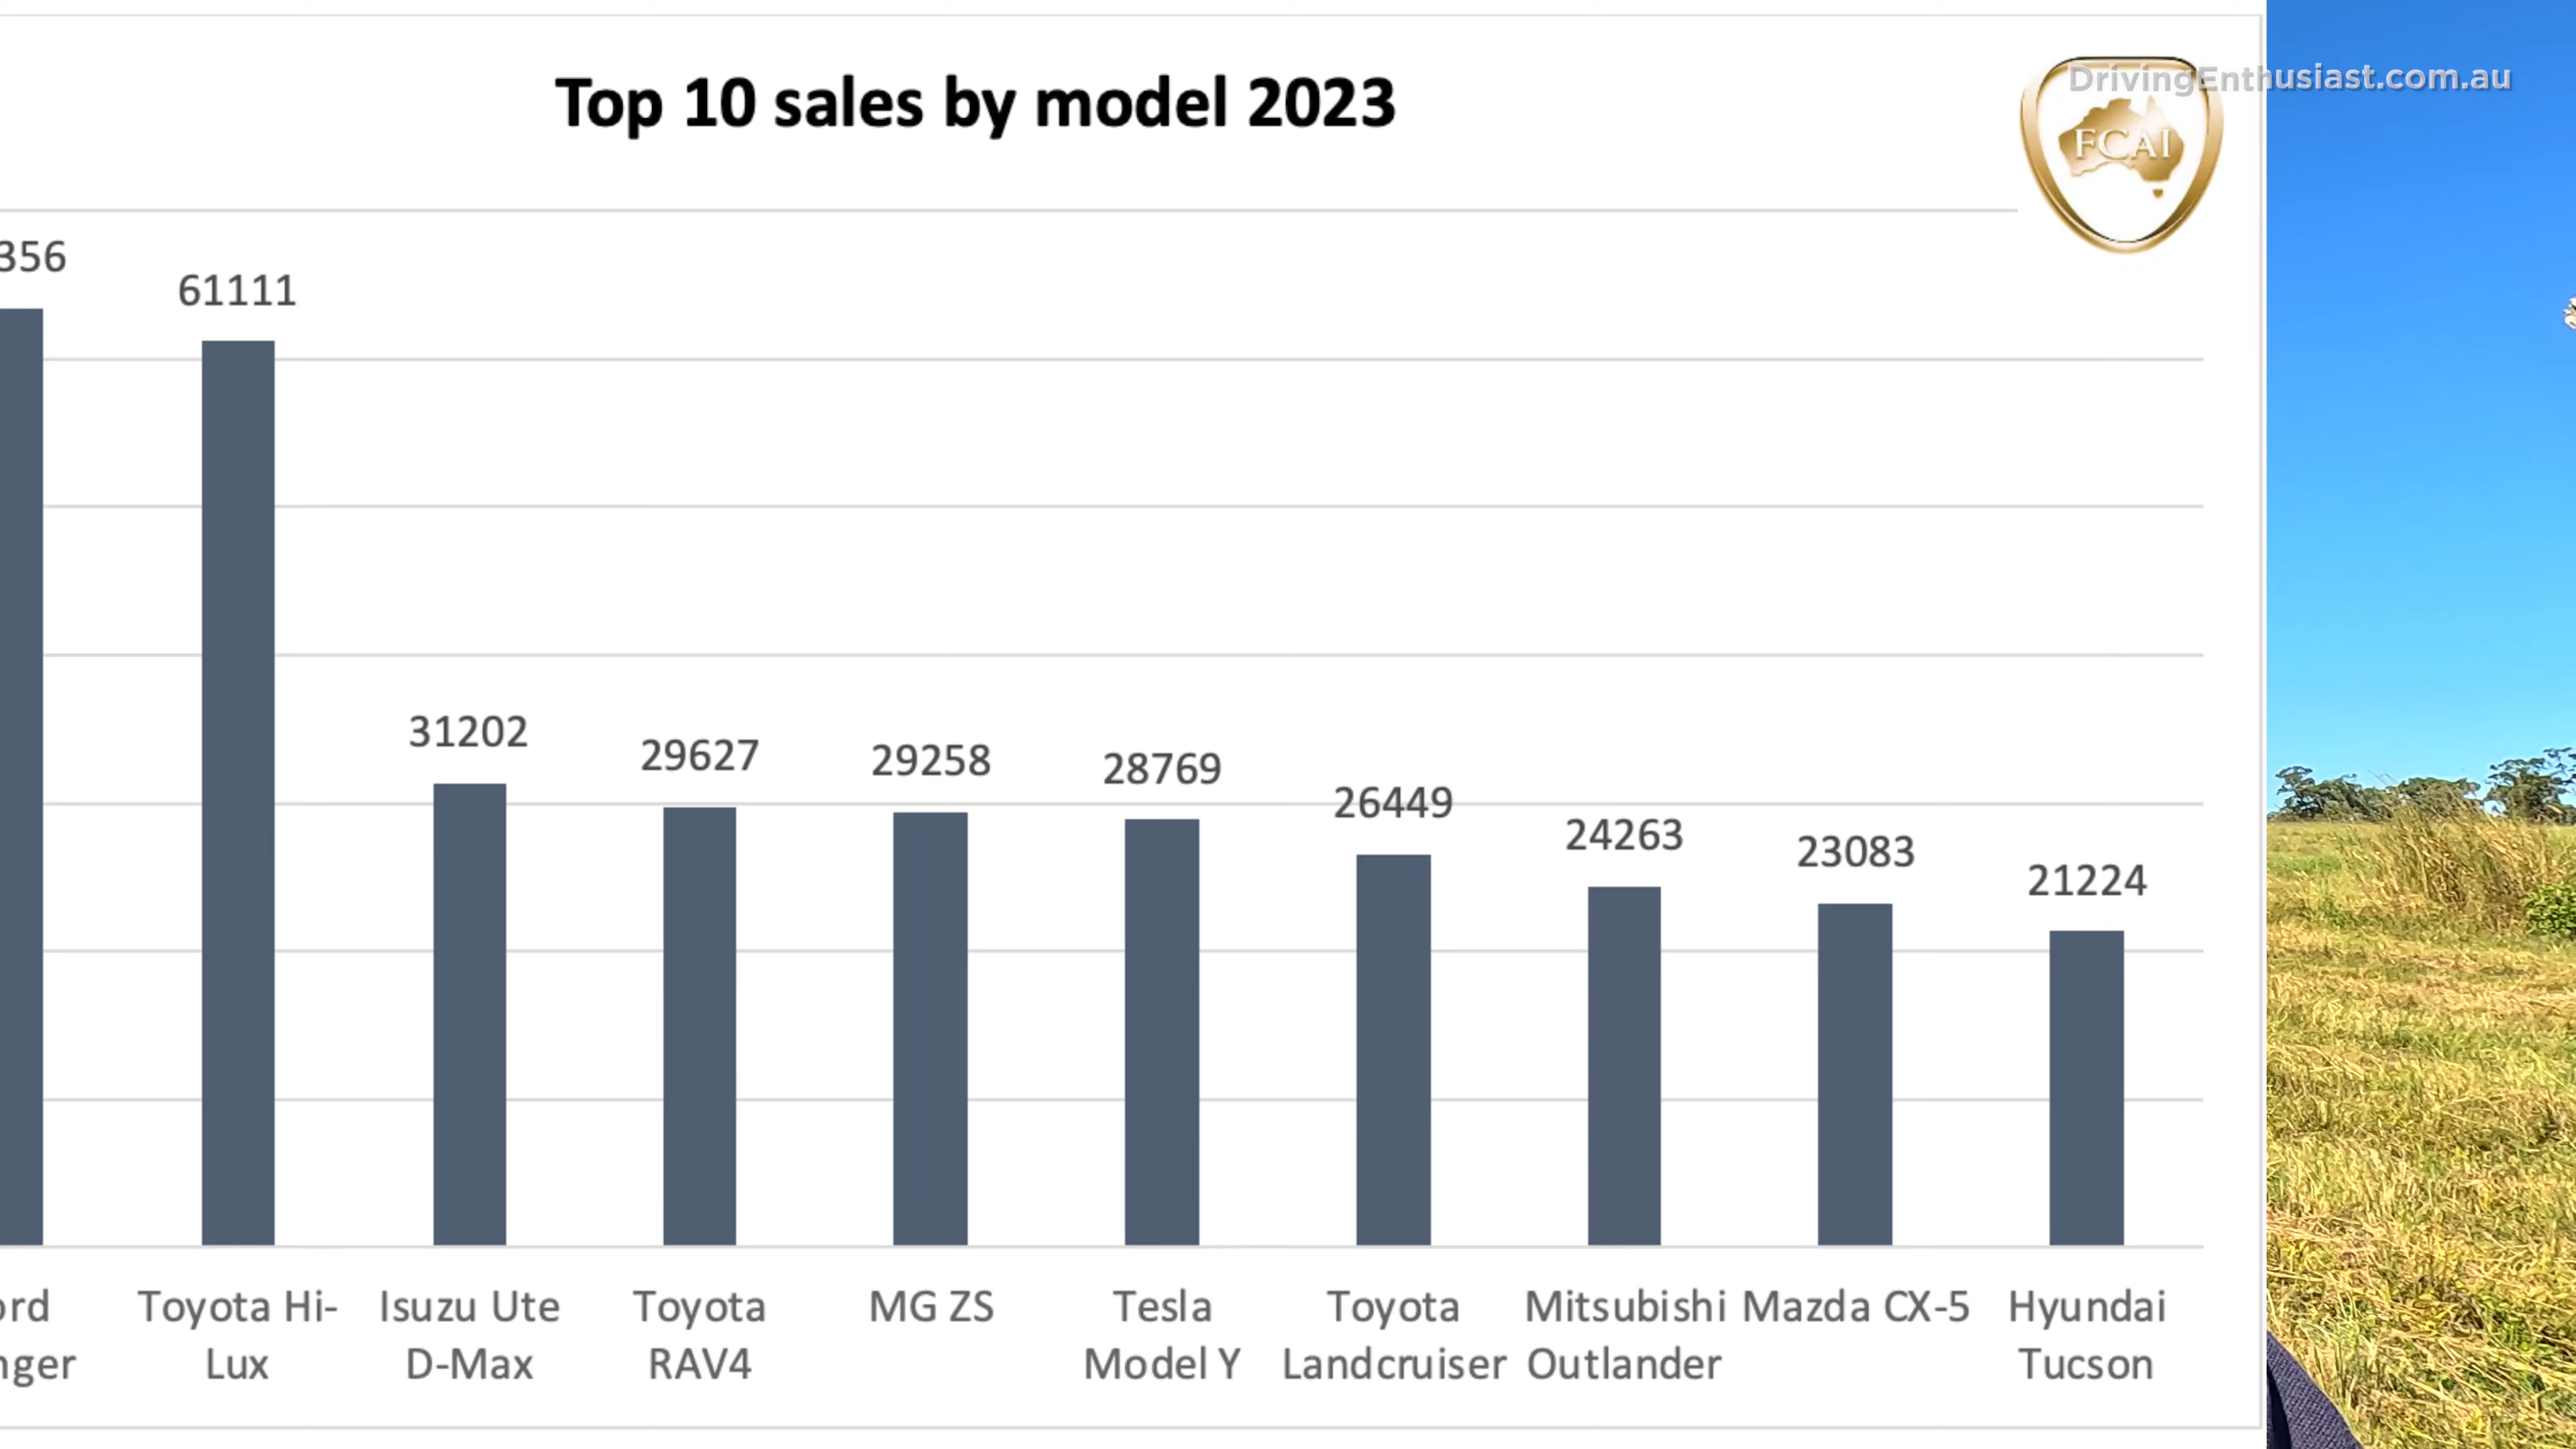 Top 10 sales by model 2023
DrivingEnthusiast.com.au
FCAI
356
61111
31202
29627
29258
28769
26449
24263
23083
21224
ord
nger
Toyota Hi-
Lux
Isuzu Ute
D-Max
Toyota
RAV4
MG ZS
Tesla
Model Y
Toyota
Landcruiser
Mitsubishi
Outlander
Mazda CX-5
Hyundai
Tucson